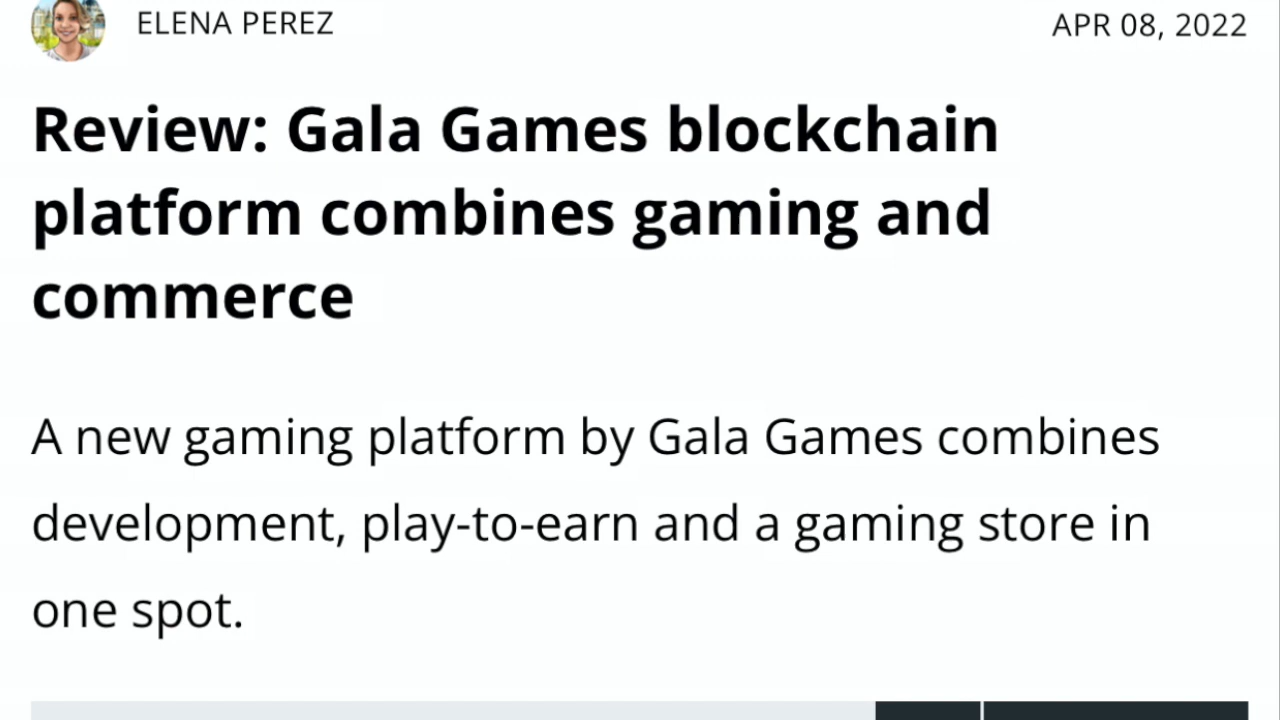 ELENA PEREZ
APR 08, 2022
Review: Gala Games blockchain
platform combines gaming and
commerce
A new gaming platform by Gala Games combines
development, play-to-earn and a gaming store in
one spot.